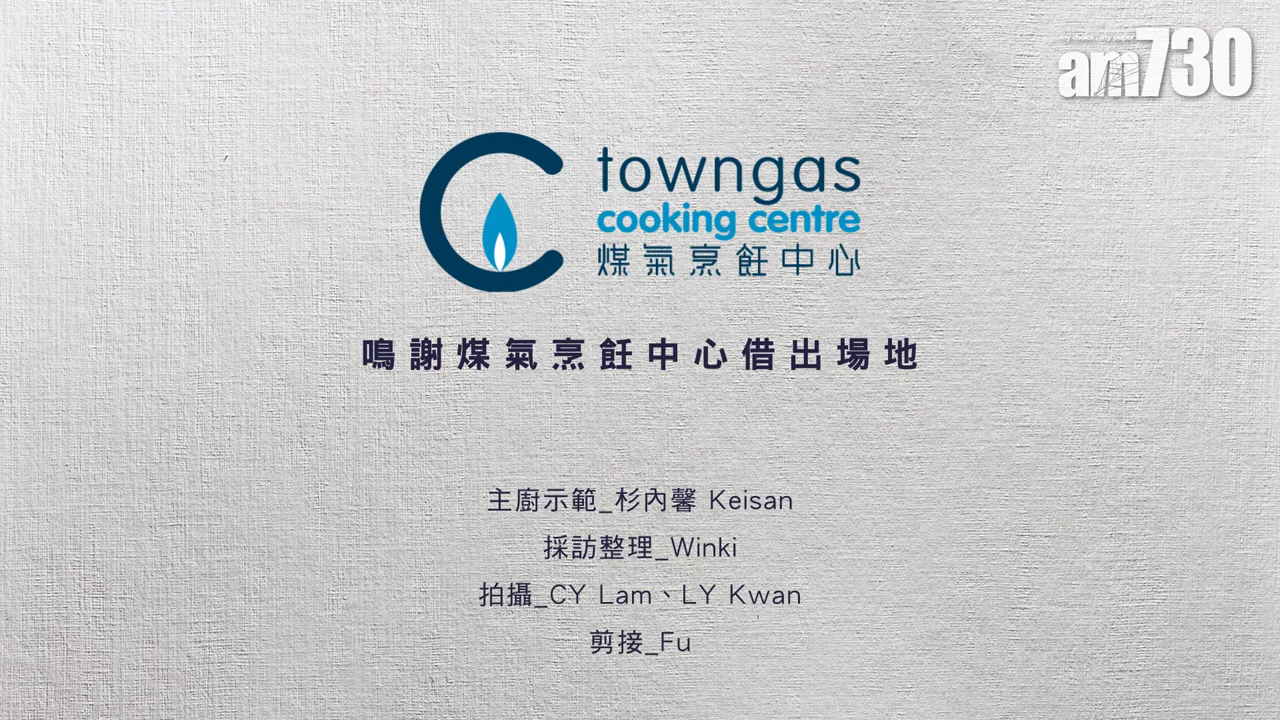 am730
towngas
cooking centre
煤氣烹飪中心
鳴謝煤氣烹飪中心借出場地
主廚示範_杉內馨 Keisan
採訪整理_Winki
拍攝_CY Lam、LY Kwan
剪接_Fu